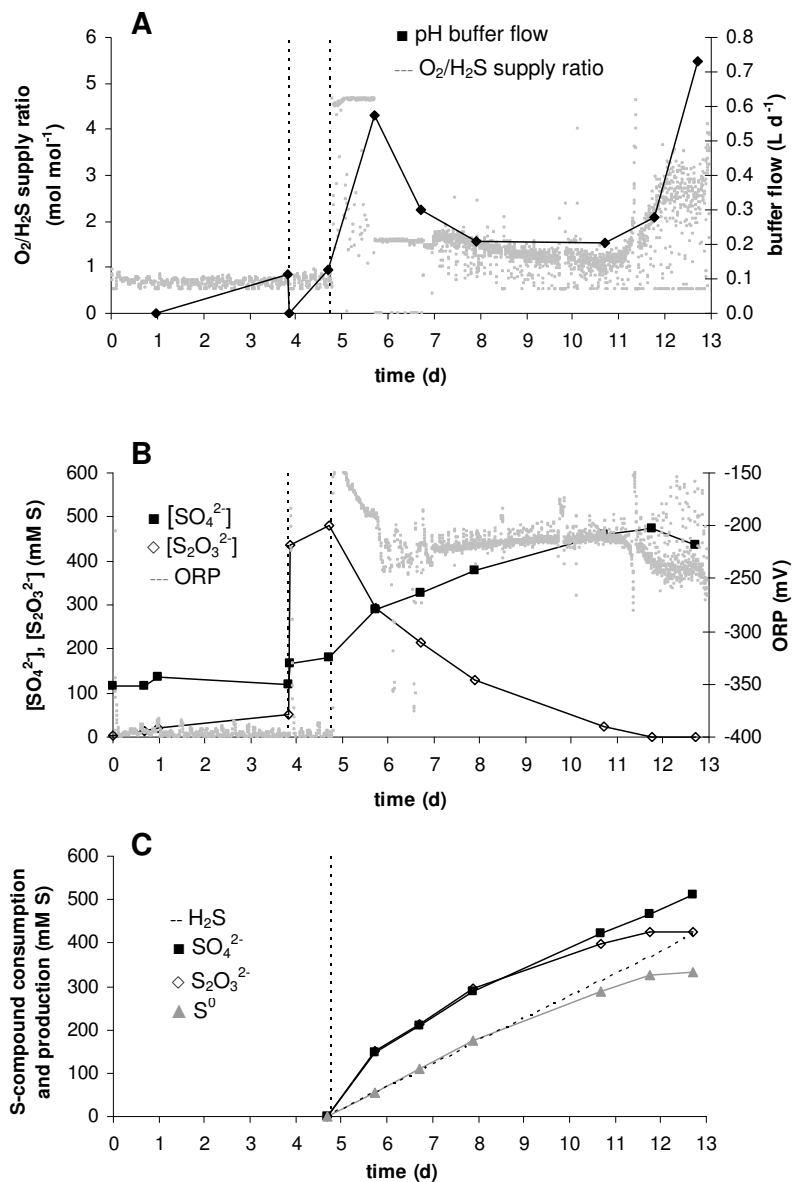 A
■ pH buffer flow
---- O₂/H₂S supply ratio
O₂/H₂S supply ratio
(mol mol⁻¹)
6
5
4
3
2
1
0
0.8
0.7
0.6
0.5
0.4
0.3
0.2
0.1
0.0
buffer flow (L d⁻¹)
0 1 2 3 4 5 6 7 8 9 10 11 12 13
time (d)
B
■ [SO₄²⁻]
◇ [S₂O₃²⁻]
---- ORP
[SO₄²⁻], [S₂O₃²⁻] (mM S)
600
500
400
300
200
100
0
-150
-200
-250
-300
-350
-400
ORP (mV)
0 1 2 3 4 5 6 7 8 9 10 11 12 13
time (d)
C
-- H₂S
■ SO₄²⁻
◇ S₂O₃²⁻
▲ S⁰
S-compound consumption
and production (mM S)
600
500
400
300
200
100
0
0 1 2 3 4 5 6 7 8 9 10 11 12 13
time (d)